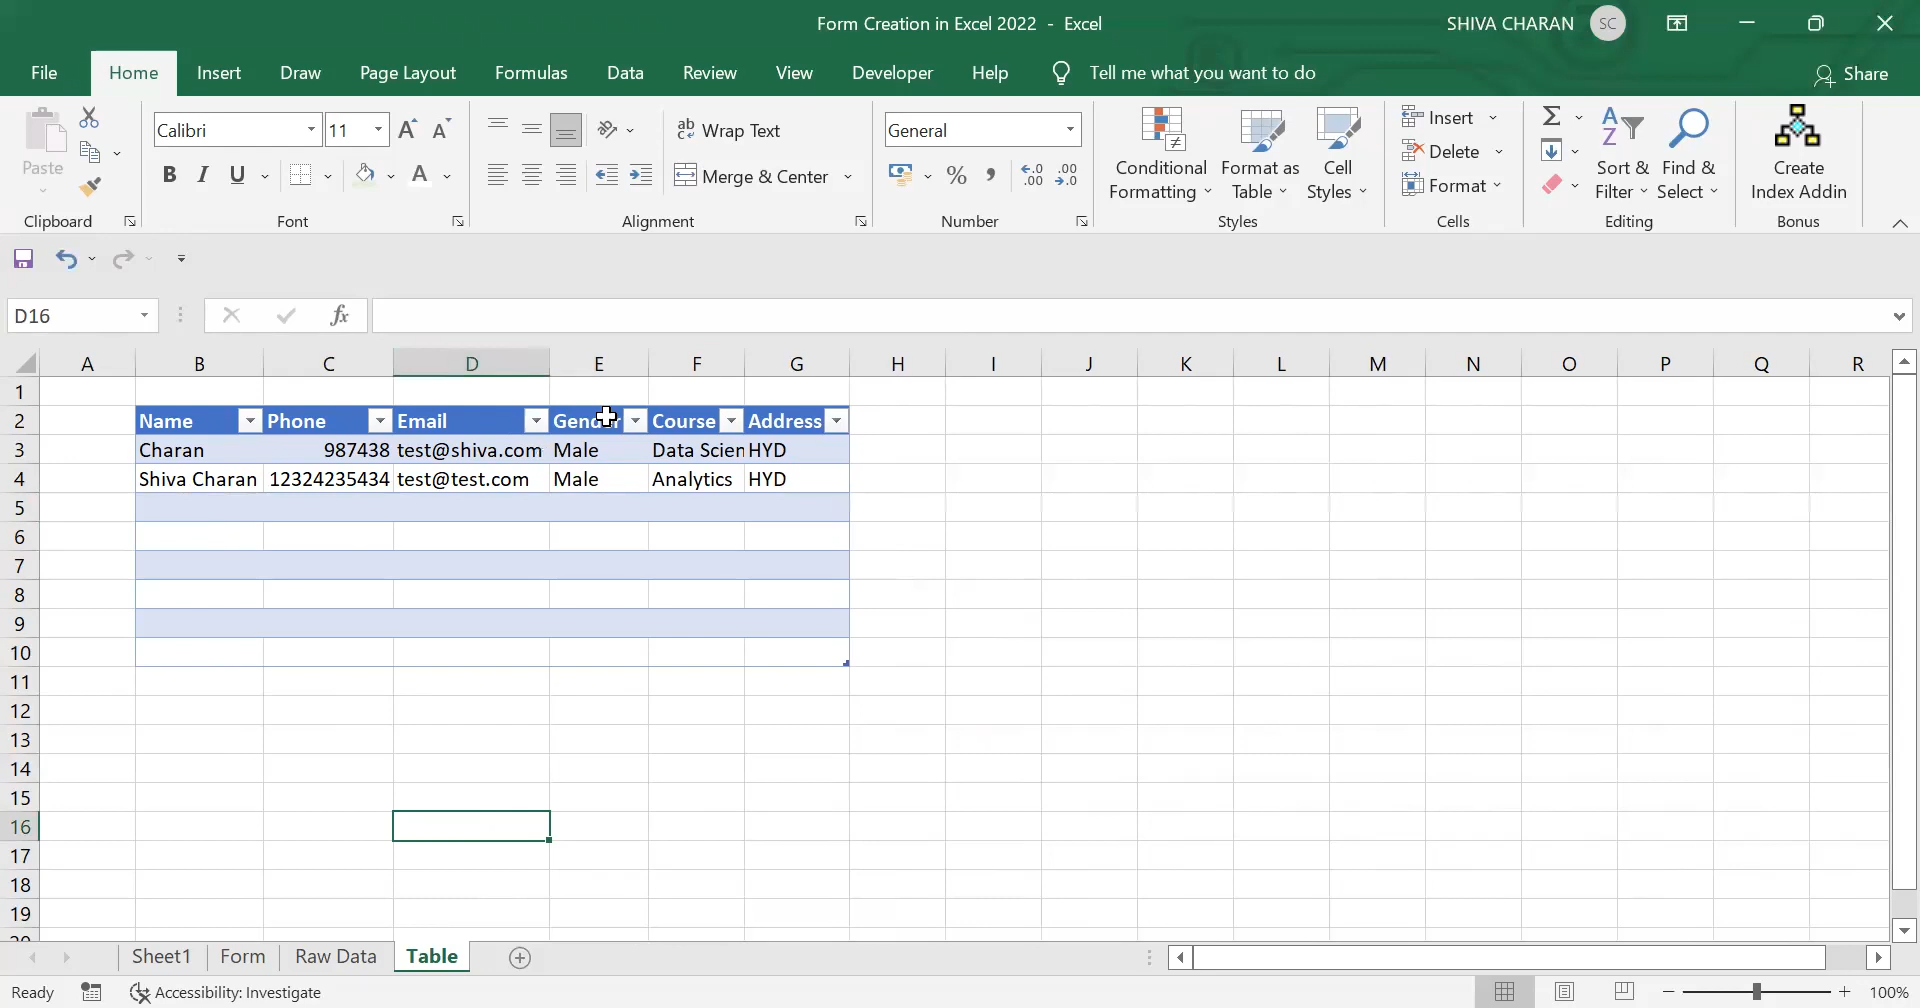 Form Creation in Excel 2022 - Excel
SHIVA CHARAN SC
File Home Insert Draw Page Layout Formulas Data Review View Developer Help Tell me what you want to do Share
Paste
Clipboard
Calibri 11
B I U A
Font
ab Wrap Text
Merge & Center
Alignment
General
% , .00 .00
Number
Conditional Formatting
Format as Table
Cell Styles
Styles
Insert
Delete
Format
Cells
Sort & Filter
Find & Select
Editing
Create Index Addin
Bonus
D16 fx
A B C D E F G H I J K L M N O P Q R
1
2 Name Phone Email Gender Course Address
3 Charan 987438 test@shiva.com Male Data Scien HYD
4 Shiva Charan 12324235434 test@test.com Male Analytics HYD
5
6
7
8
9
10
11
12
13
14
15
16
17
18
19
Sheet1 Form Raw Data Table
Ready Accessibility: Investigate 100%